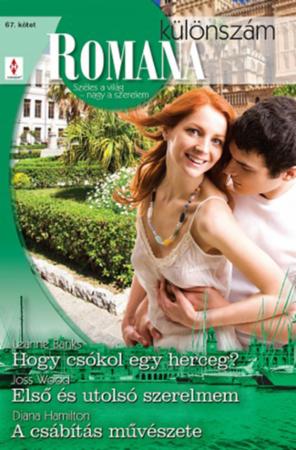 67. kötet
különszám
ROMANA
Széles a világ
– nagy a szerelem
Leanne Banks
Hogy csókol egy herceg?
Joss Wood
Első és utolsó szerelmem
Diana Hamilton
A csábítás művészete